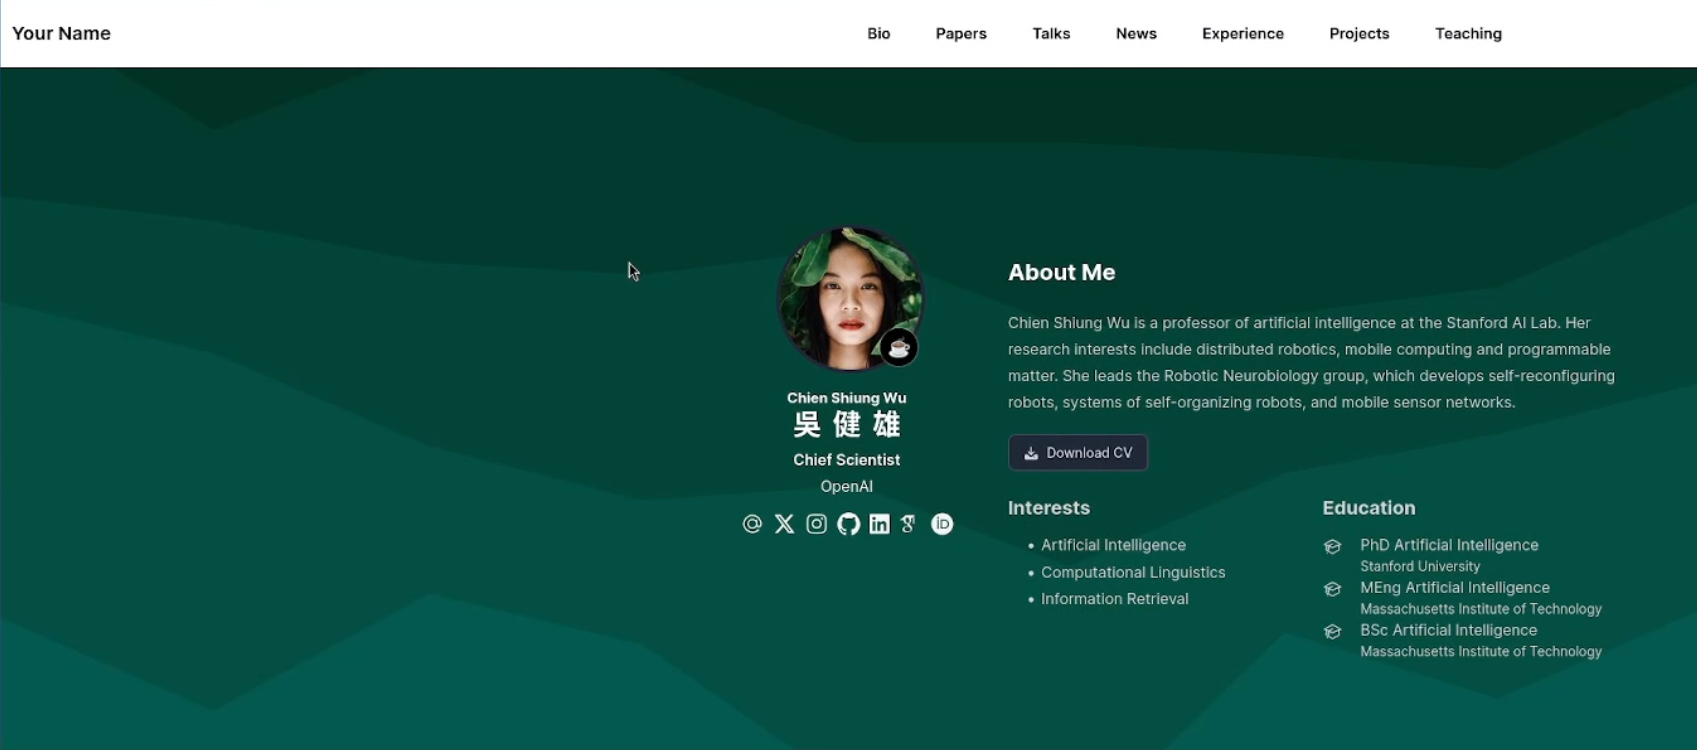 Your Name
Bio
Papers
Talks
News
Experience
Projects
Teaching
Chien Shiung Wu
吳健雄
Chief Scientist
OpenAI
About Me
Chien Shiung Wu is a professor of artificial intelligence at the Stanford AI Lab. Her
research interests include distributed robotics, mobile computing and programmable
matter. She leads the Robotic Neurobiology group, which develops self-reconfiguring
robots, systems of self-organizing robots, and mobile sensor networks.
Download CV
Interests
Artificial Intelligence
Computational Linguistics
Information Retrieval
Education
PhD Artificial Intelligence
Stanford University
MEng Artificial Intelligence
Massachusetts Institute of Technology
BSc Artificial Intelligence
Massachusetts Institute of Technology